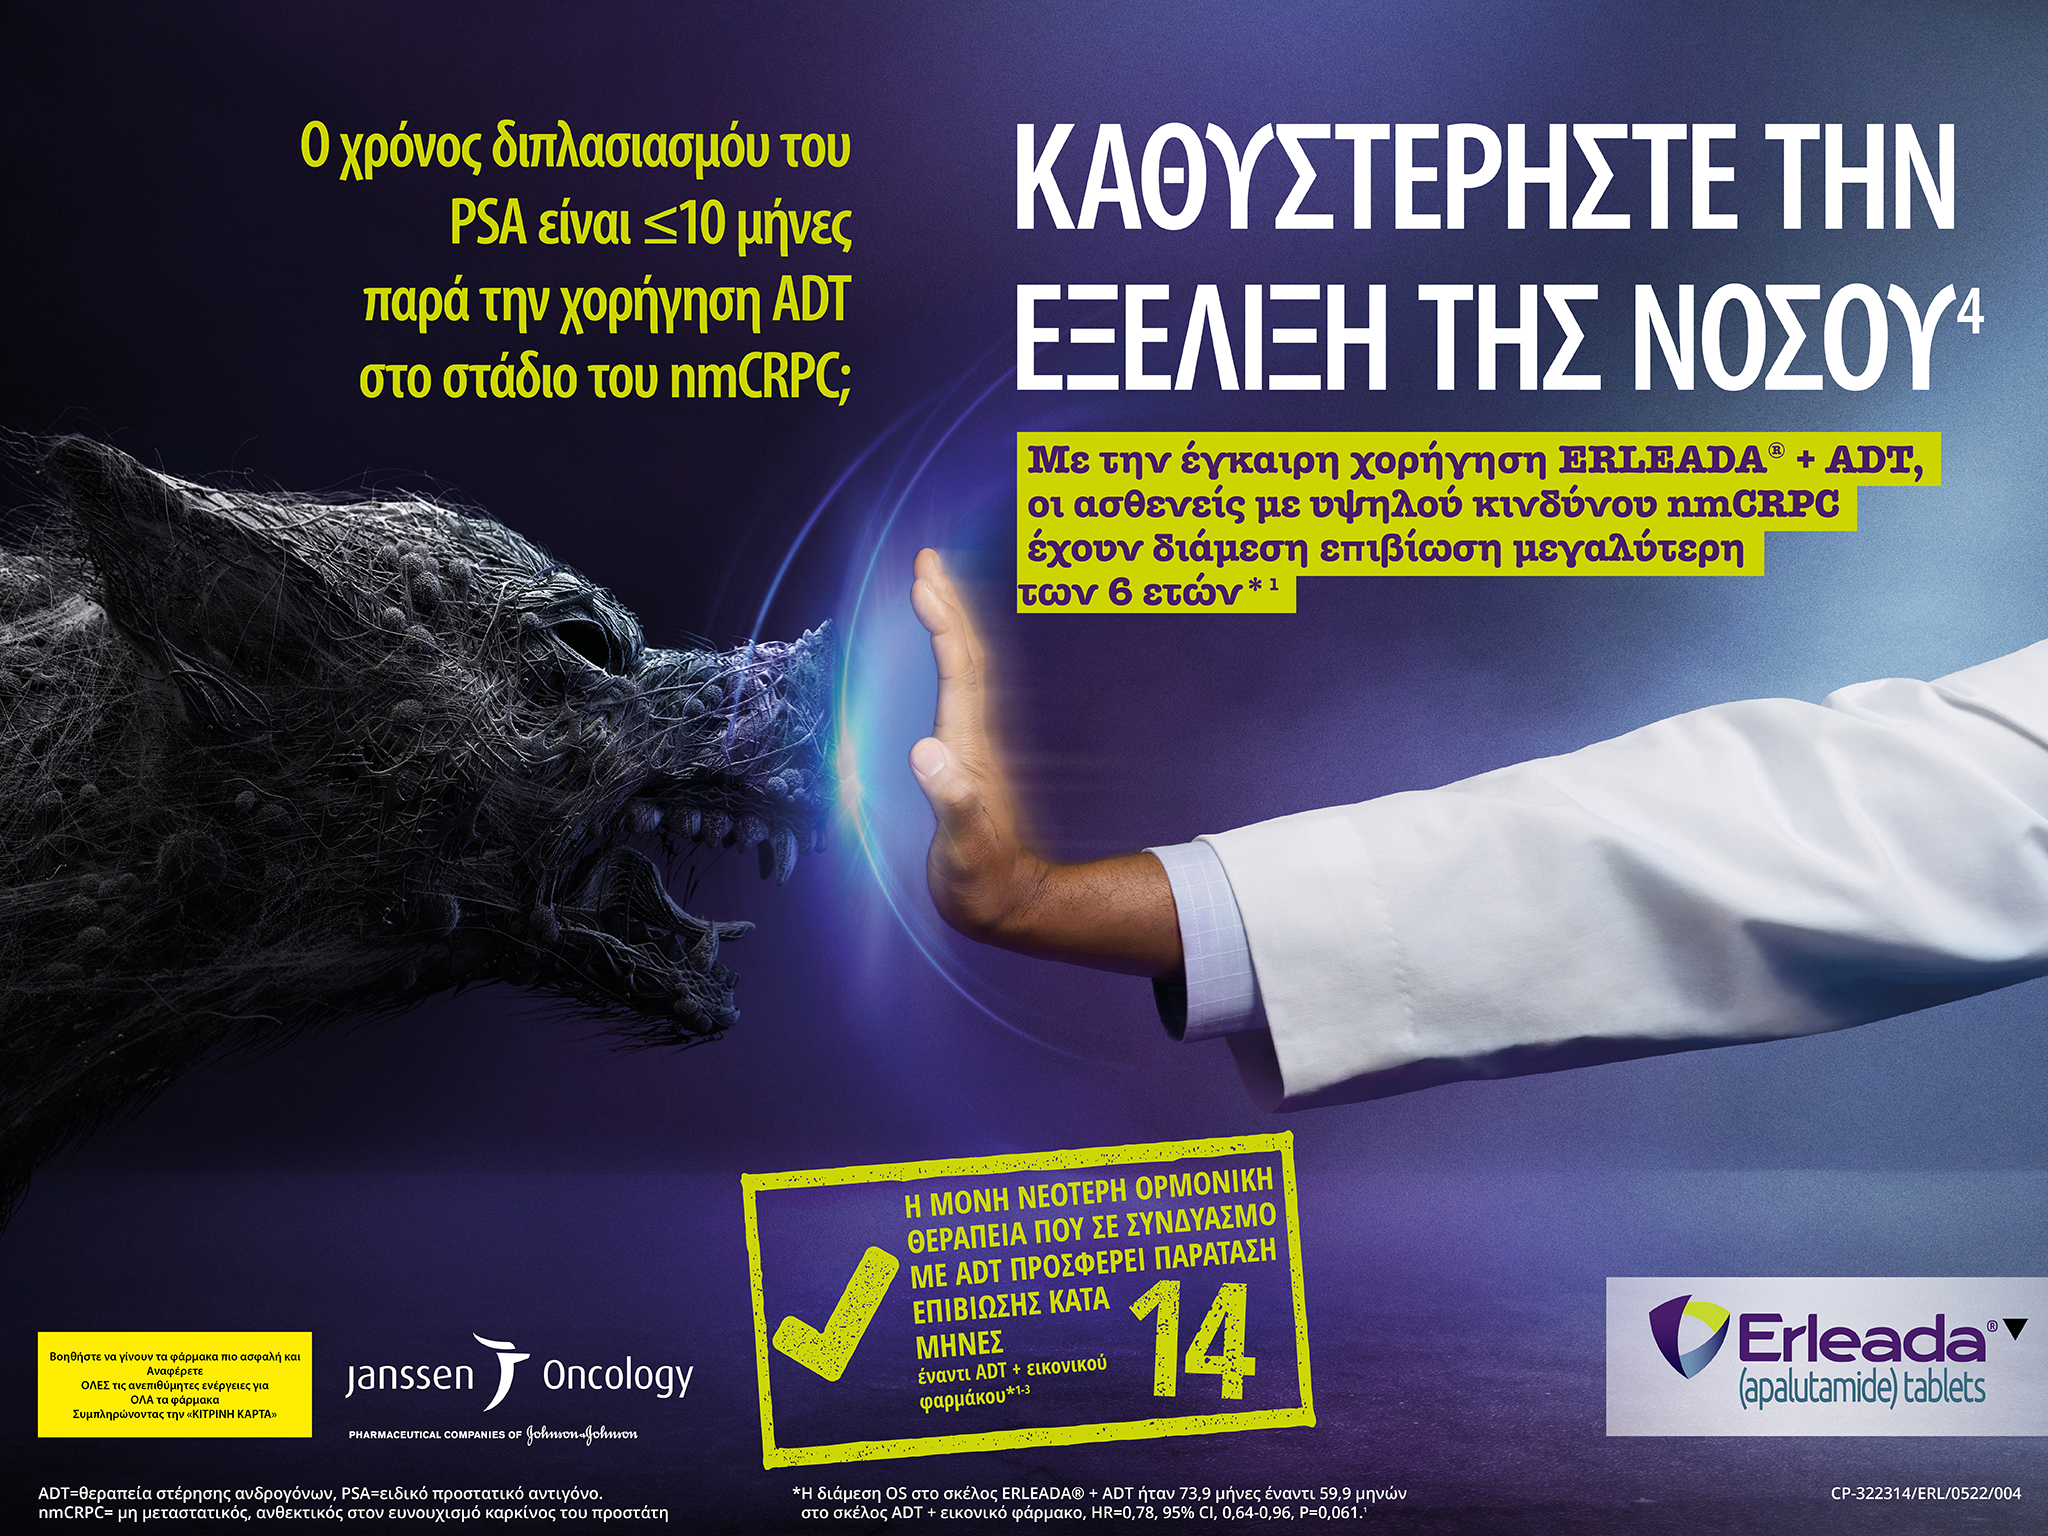 Ο χρόνος διπλασιασμόυ του
PSA είναι ≤10 μήνες
παρά την χορήγηση ADT
στο στάδιο του nmCRPC;
ΚΑΘΥΣΤΕΡΗΣΤΕ ΤΗΝ
ΕΞΕΛΙΞΗ ΤΗΣ ΝΟΣΟΥ⁴
Με την έγκαιρη χορήγηση ERLEADA® + ADT,
οι ασθενείς με υψηλού κινδύνου nmCRPC
έχουν διάμεση επιβίωση μεγαλύτερη
των 6 ετών*¹
Η ΜΟΝΗ ΝΕΟΤΕΡΗ ΟΡΜΟΝΙΚΗ
ΘΕΡΑΠΕΙΑ ΠΟΥ ΣΕ ΣΥΝΔΥΑΣΜΟ
ΜΕ ADT ΠΡΟΣΦΕΡΕΙ ΠΑΡΑΤΑΣΗ
ΕΠΙΒΙΩΣΗΣ ΚΑΤΑ 14
ΜΗΝΕΣ
έναντι ADT + εικονικού
φαρμάκου*¹⁻³
Βοηθήστε να γίνουν τα φάρμακα πιο ασφαλή και
Αναφέρετε
ΟΛΕΣ τις ανεπιθύμητες ενέργειες για
ΟΛΑ τα φάρμακα
Συμπληρώνοντας την «ΚΙΤΡΙΝΗ ΚΑΡΤΑ»
Janssen Oncology
PHARMACEUTICAL COMPANIES OF Johnson & Johnson
Erleada®
(apalutamide) tablets
ADT=θεραπεία στέρησης ανδρογόνων, PSA=ειδικό προστατικό αντιγόνο.
nmCRPC= μη μεταστατικός, ανθεκτικός στον ευνουχισμό καρκίνος του προστάτη
*Η διάμεση OS στο σκέλος ERLEADA® + ADT ήταν 73,9 μήνες έναντι 59,9 μηνών
στο σκέλος ADT + εικονικό φάρμακο, HR=0,78, 95% CI, 0,64-0,96, P=0,061.¹
CP-322314/ERL/0522/004